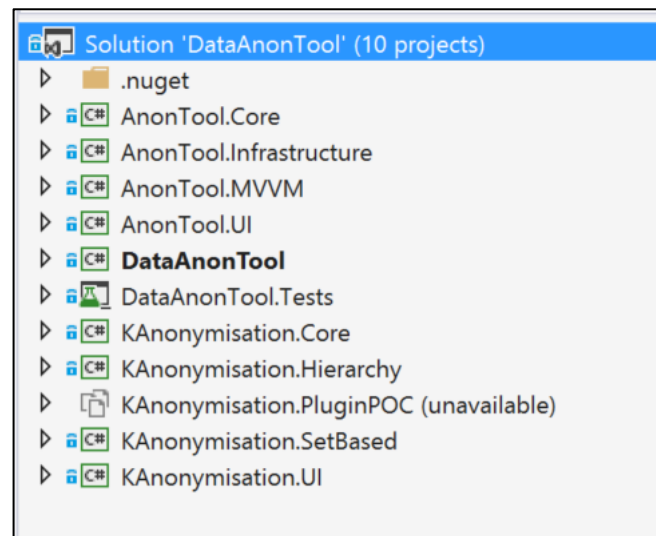 Solution 'DataAnonTool' (10 projects)
.nuget
C# AnonTool.Core
C# AnonTool.Infrastructure
C# AnonTool.MVVM
C# AnonTool.UI
C# DataAnonTool
DataAnonTool.Tests
C# KAnonymisation.Core
C# KAnonymisation.Hierarchy
KAnonymisation.PluginPOC (unavailable)
C# KAnonymisation.SetBased
C# KAnonymisation.UI